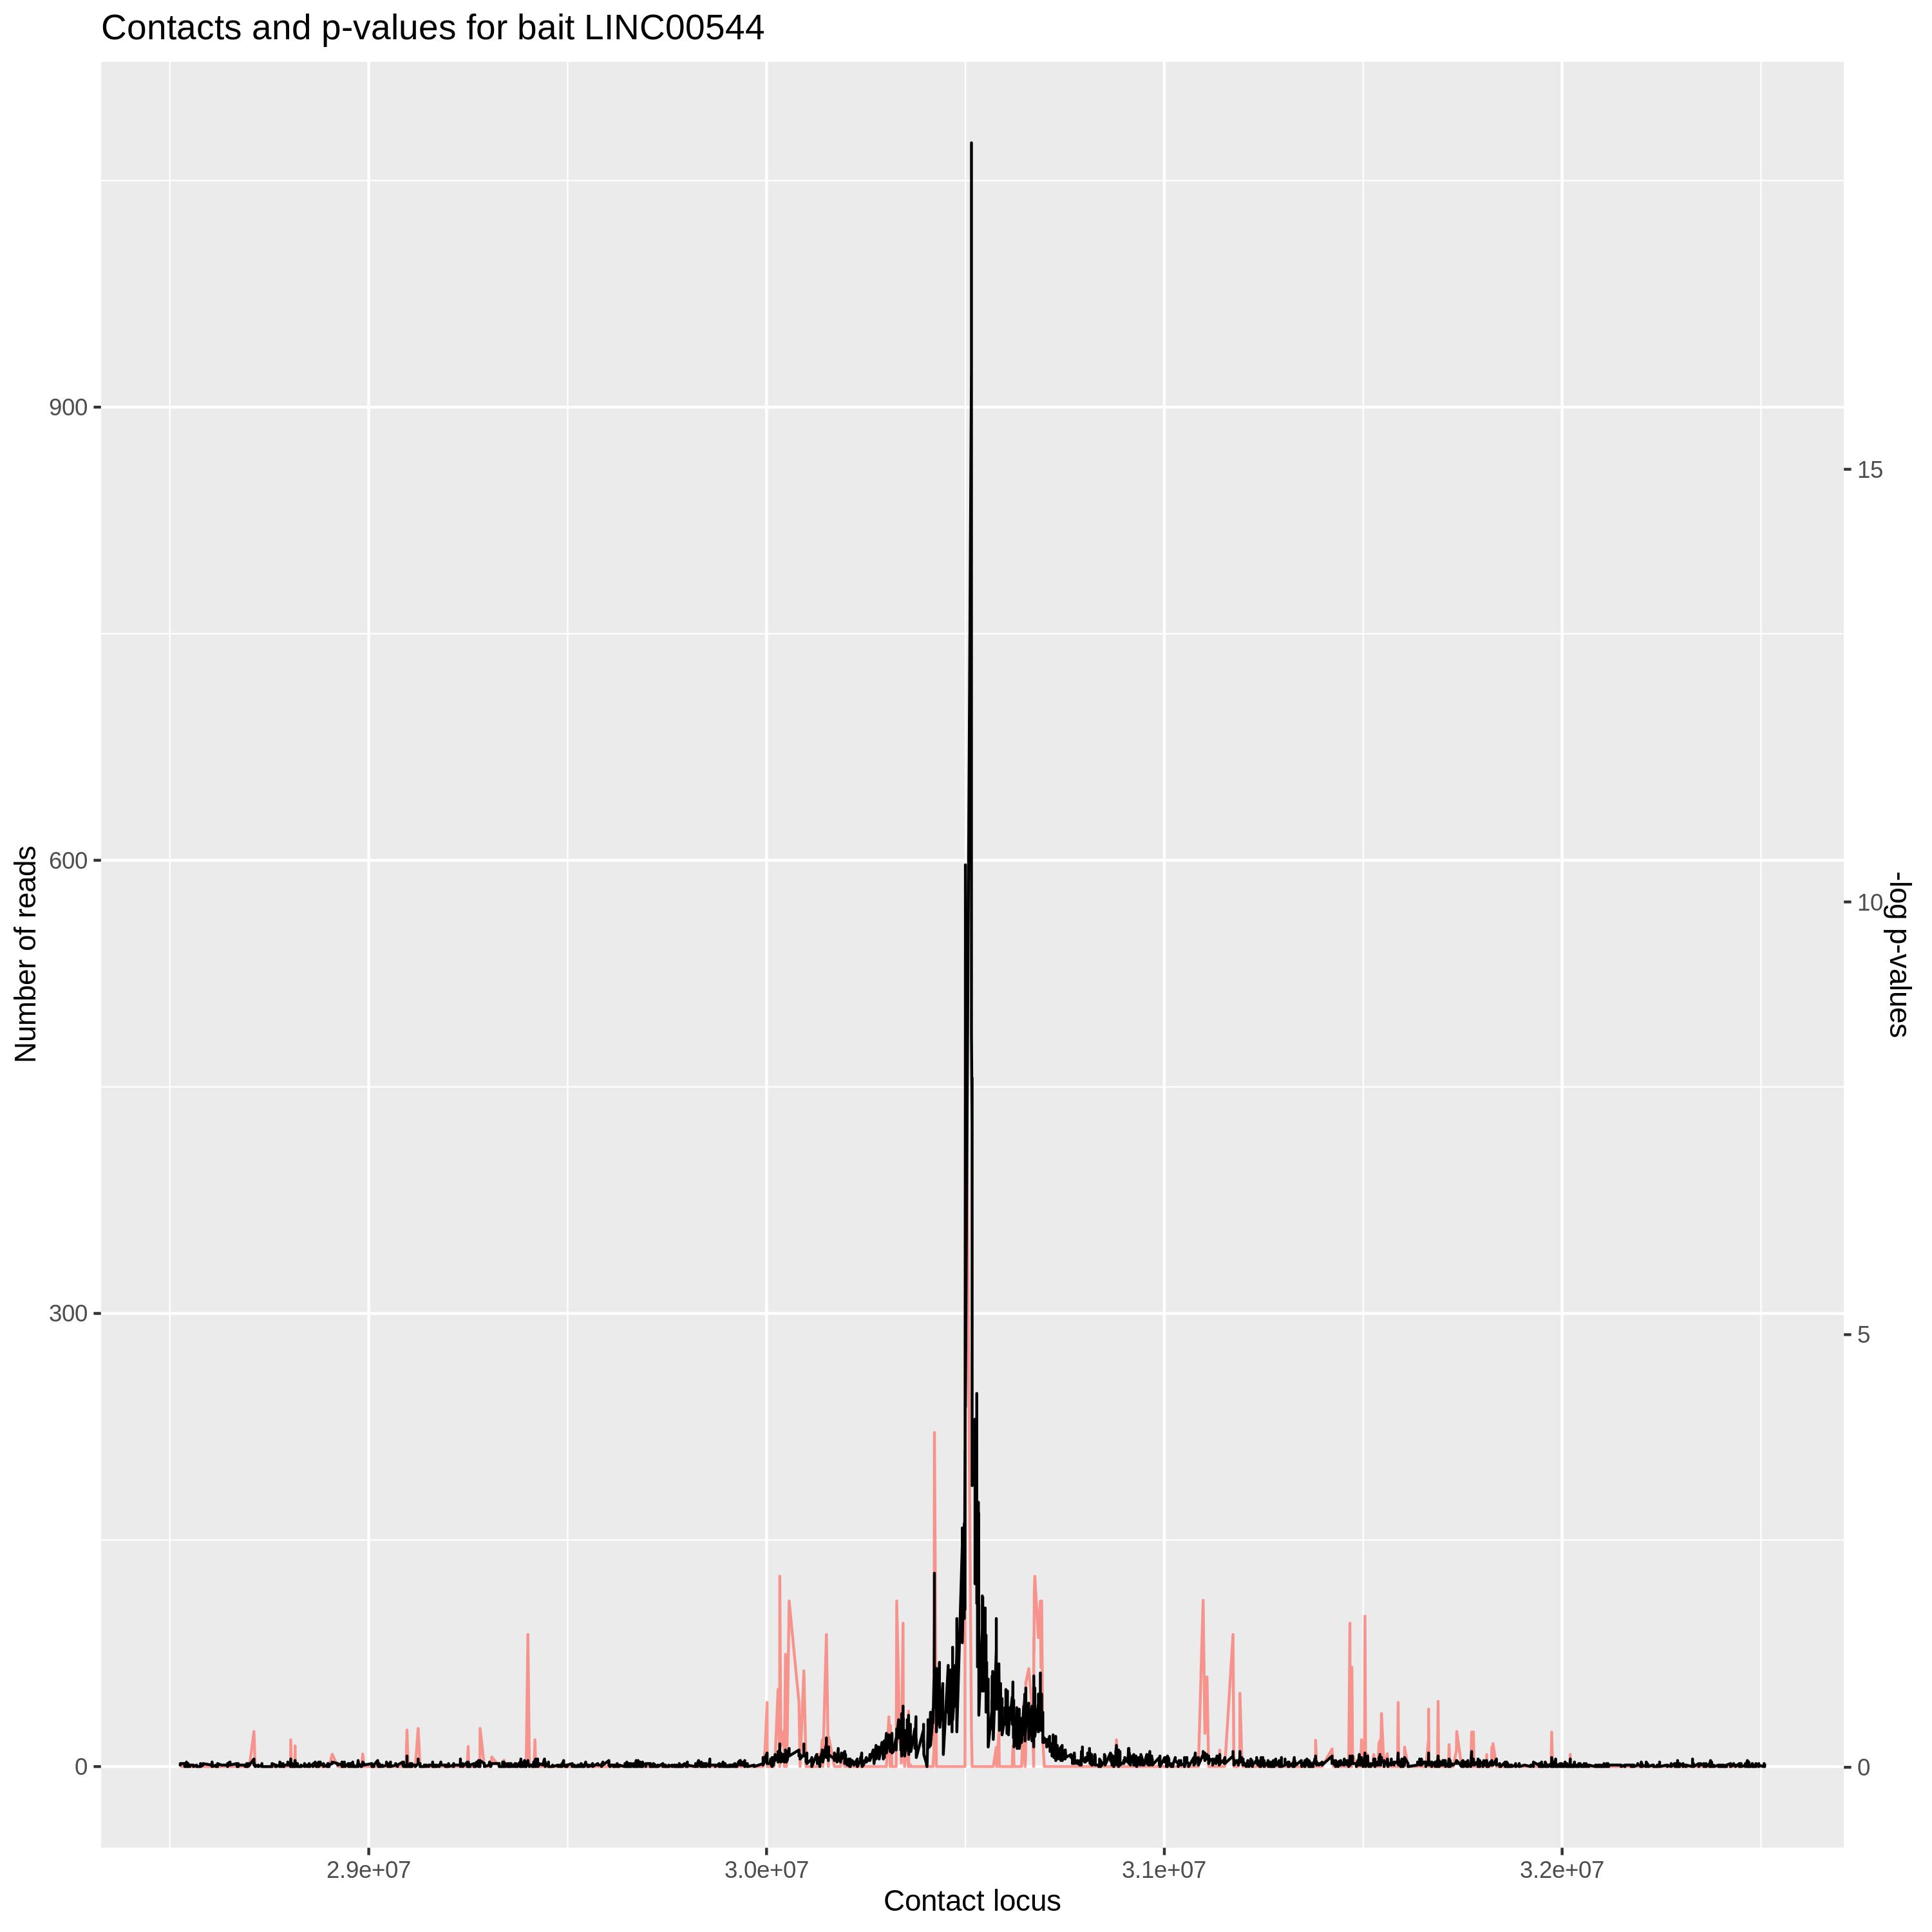 Contacts and p-values for bait LINC00544
900
600
300
0
Number of reads
15
10
5
0
-log p-values
2.9e+07 3.0e+07 3.1e+07 3.2e+07
Contact locus